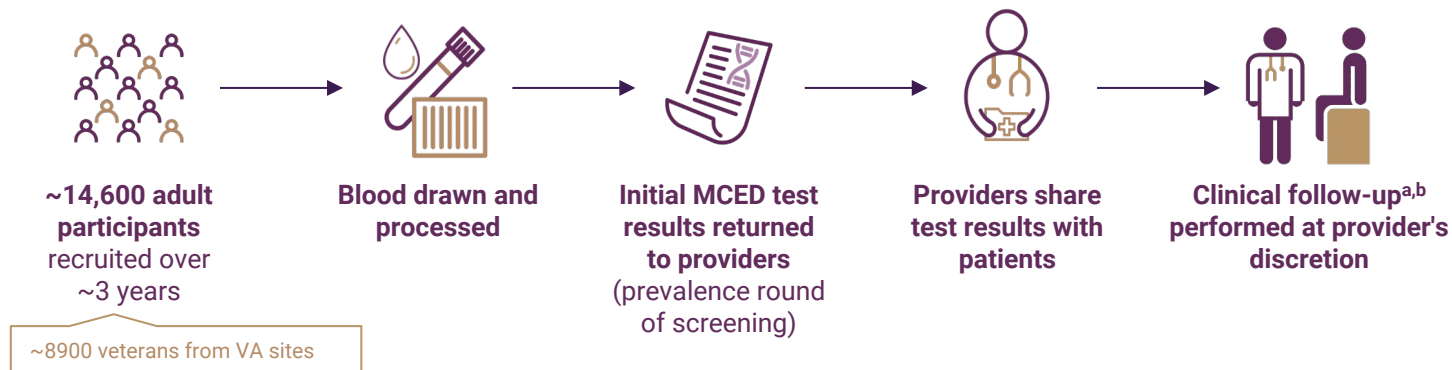 ~14,600 adult
participants
recruited over
~3 years
~8900 veterans from VA sites
Blood drawn and
processed
Initial MCED test
results returned
to providers
(prevalence round
of screening)
Providers share
test results with
patients
Clinical follow-upᵃ,ᵇ
performed at provider's
discretion